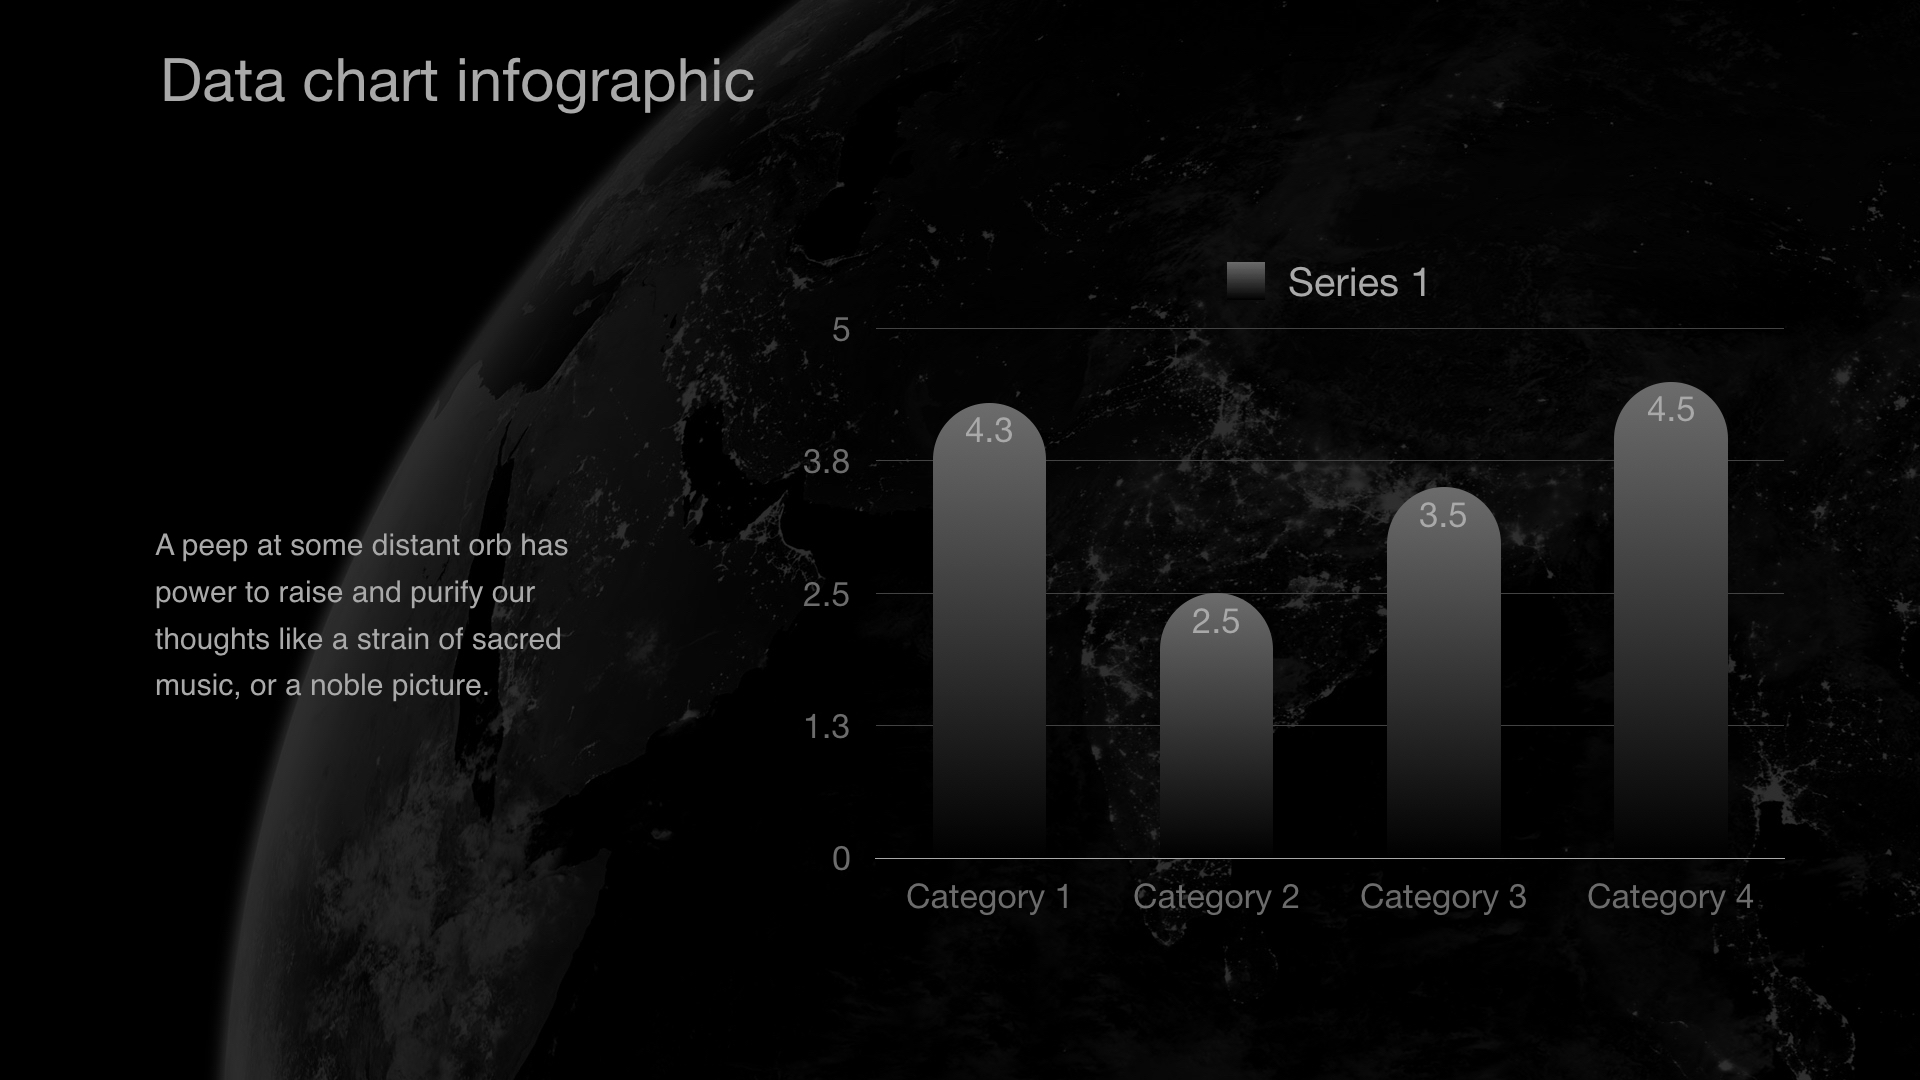 Data chart infographic
A peep at some distant orb has
power to raise and purify our
thoughts like a strain of sacred
music, or a noble picture.
Series 1
5
3.8
2.5
1.3
0
4.3
2.5
3.5
4.5
Category 1
Category 2
Category 3
Category 4